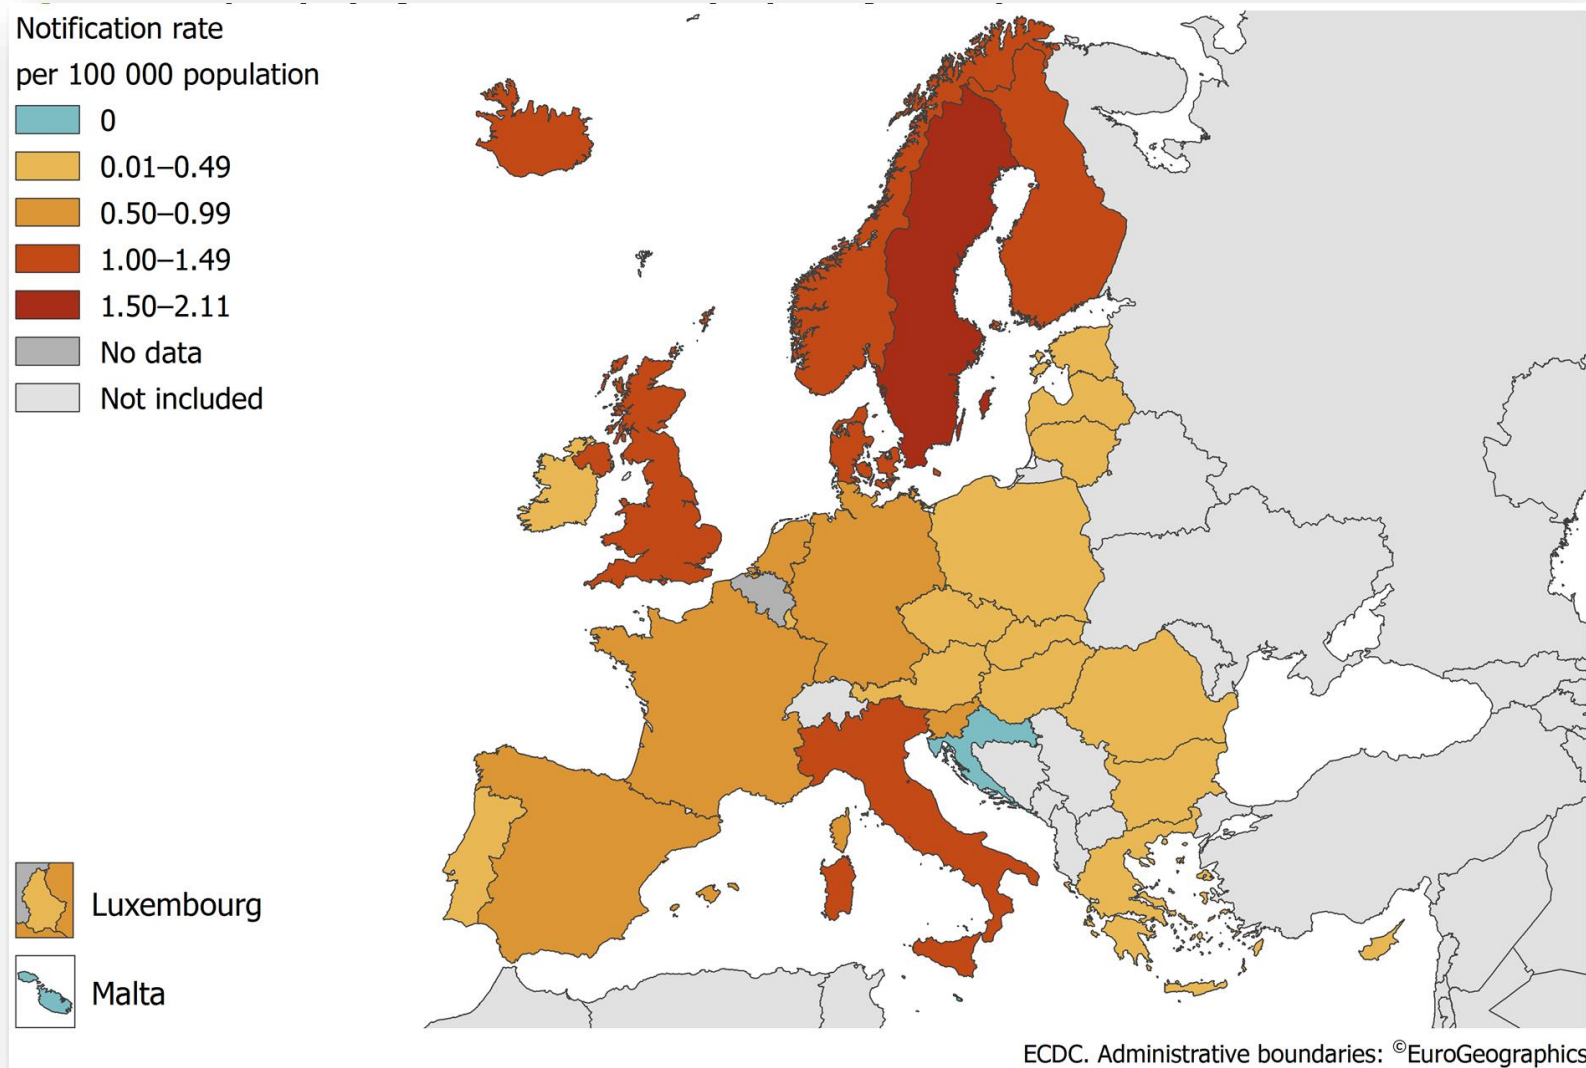 Notification rate
per 100 000 population
0
0.01–0.49
0.50–0.99
1.00–1.49
1.50–2.11
No data
Not included
Luxembourg
Malta
ECDC. Administrative boundaries: ©EuroGeographics